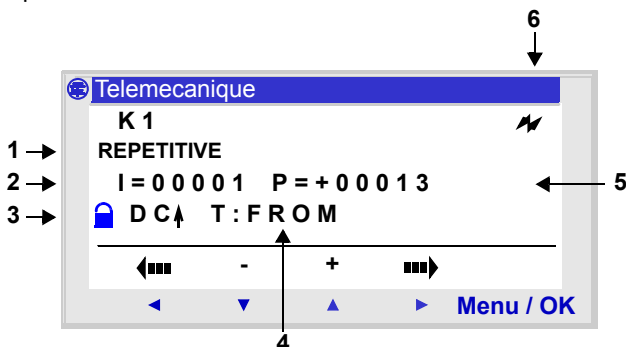 6
Telemecanique
K 1
1 REPETITIVE
2 I = 0 0 0 0 1 P = + 0 0 0 1 3 5
3 D C T : F R O M
- +
Menu / OK
4